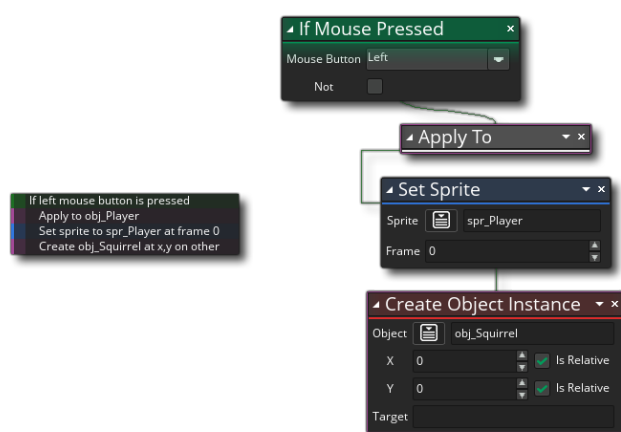 If Mouse Pressed
Mouse Button Left
Not
Apply To
If left mouse button is pressed
Apply to obj_Player
Set sprite to spr_Player at frame 0
Create obj_Squirrel at x,y on other
Set Sprite
Sprite spr_Player
Frame 0
Create Object Instance
Object obj_Squirrel
X 0 Is Relative
Y 0 Is Relative
Target